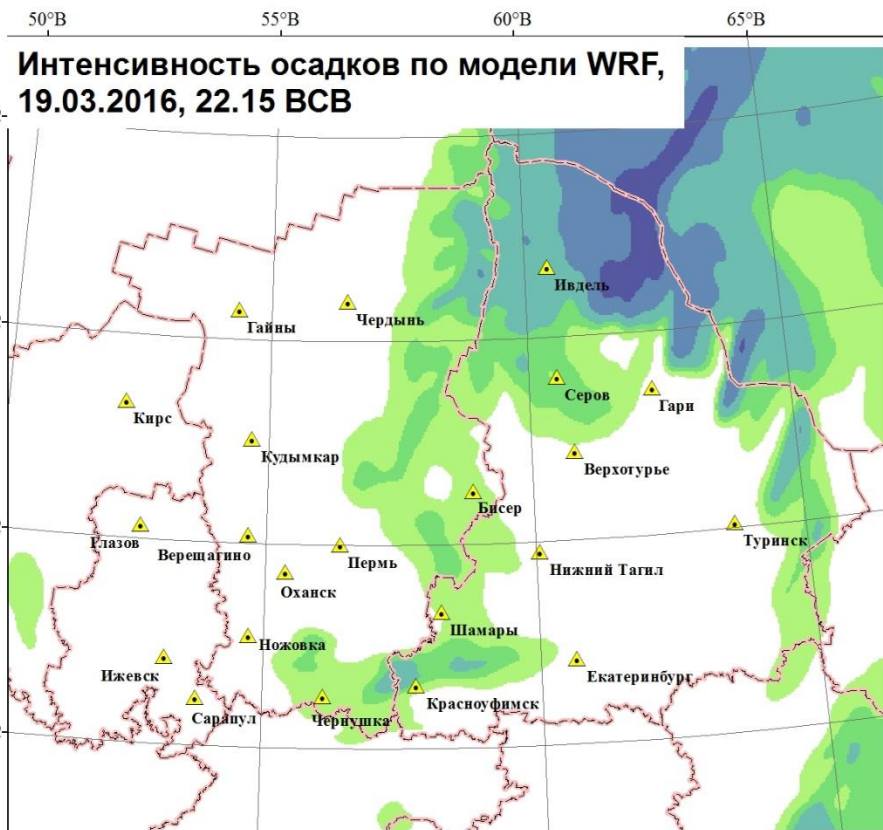 50°В 55°В 60°В 65°В
Интенсивность осадков по модели WRF,
19.03.2016, 22.15 ВСВ
Ивдель
Гайны
Чердынь
Серов
Гари
Кирс
Кудымкар
Верхотурье
Бисер
Глазов
Верещагино
Пермь
Туринск
Нижний Тагил
Оханск
Шамары
Ножовка
Ижевск
Екатеринбург
Сарапул
Чернушка
Красноуфимск